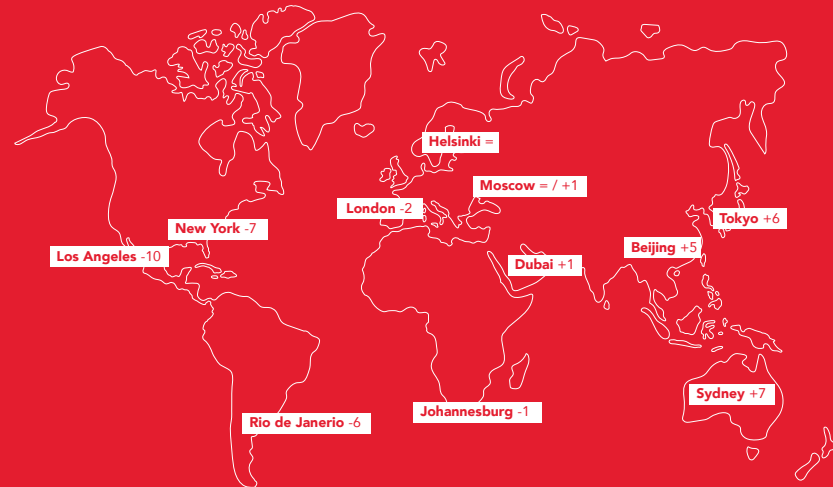 Helsinki =
Moscow = / +1
London -2
Tokyo +6
New York -7
Beijing +5
Los Angeles -10
Dubai +1
Sydney +7
Johannesburg -1
Rio de Janerio -6